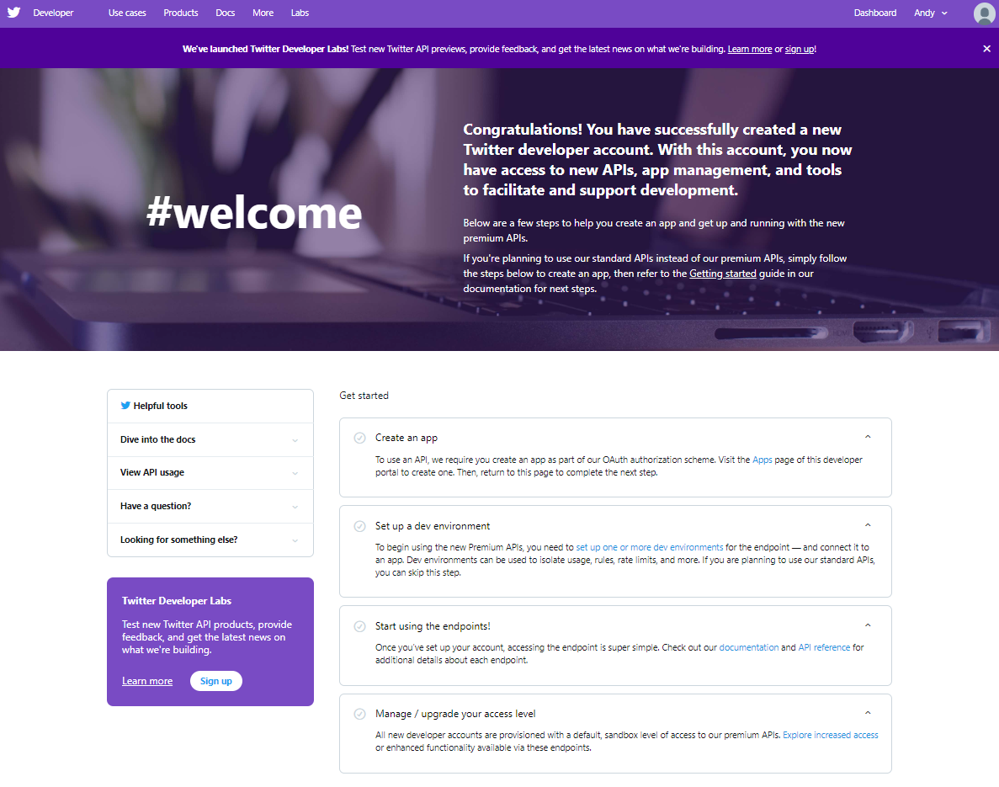 Developer Use cases Products Docs More Labs Dashboard Andy
We've launched Twitter Developer Labs! Test new Twitter API previews, provide feedback, and get the latest news on what we're building. Learn more or sign up!
#welcome
Congratulations! You have successfully created a new
Twitter developer account. With this account, you now
have access to new APIs, app management, and tools
to facilitate and support development.
Below are a few steps to help you create an app and get up and running with the new
premium APIs.
If you're planning to use our standard APIs instead of our premium APIs, simply follow
the steps below to create an app, then refer to the Getting started guide in our
documentation for next steps.
Helpful tools
Dive into the docs
View API usage
Have a question?
Looking for something else?
Twitter Developer Labs
Test new Twitter API products, provide
feedback, and get the latest news on
what we're building.
Learn more Sign up
Get started
Create an app
To use an API, we require you create an app as part of our OAuth authorization scheme. Visit the Apps page of this developer
portal to create one. Then, return to this page to complete the next step.
Set up a dev environment
To begin using the new Premium APIs, you need to set up one or more dev environments for the endpoint — and connect it to
an app. Dev environments can be used to isolate usage, rules, rate limits, and more. If you are planning to use our standard APIs,
you can skip this step.
Start using the endpoints!
Once you've set up your account, accessing the endpoint is super simple. Check out our documentation and API reference for
additional details about each endpoint.
Manage / upgrade your access level
All new developer accounts are provisioned with a default, sandbox level of access to our premium APIs. Explore increased access
or enhanced functionality available via these endpoints.